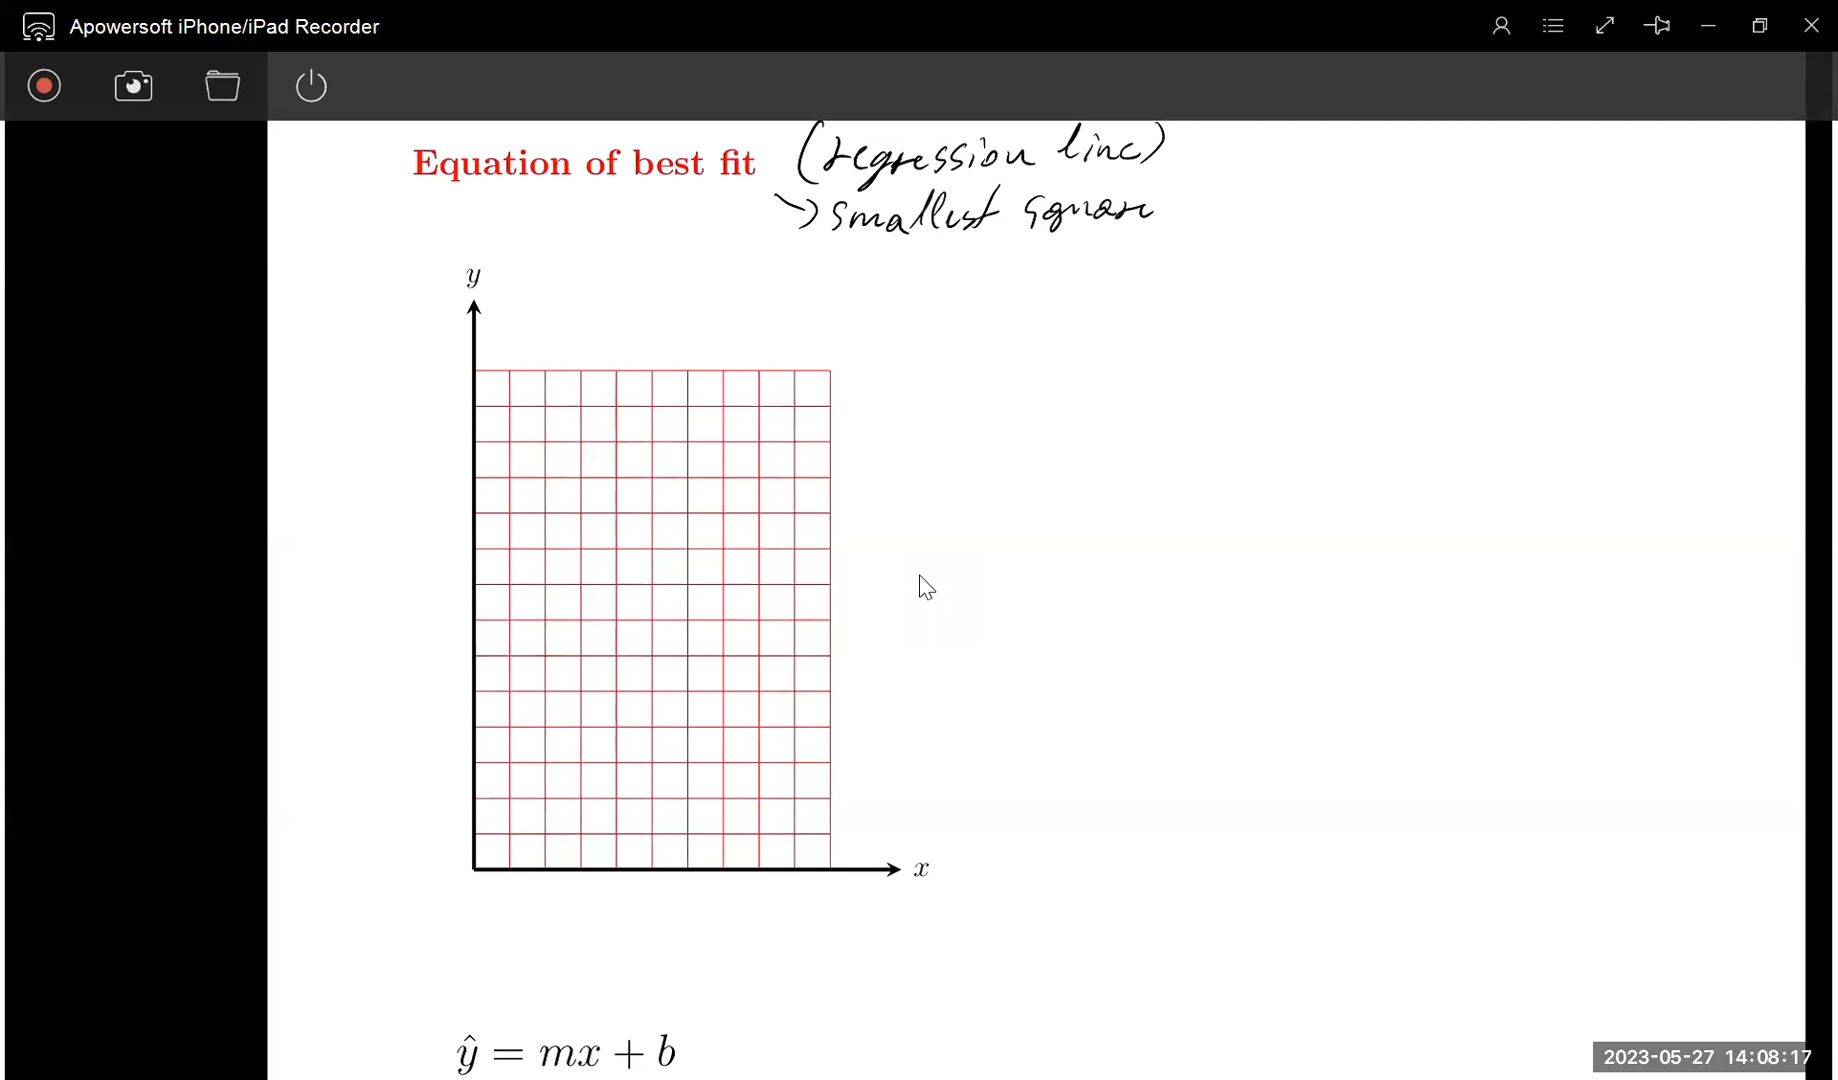 Apowersoft iPhone/iPad Recorder
Equation of best fit (regression line)
→ smallest square
y
x
ŷ = mx + b
2023-05-27 14:08:17